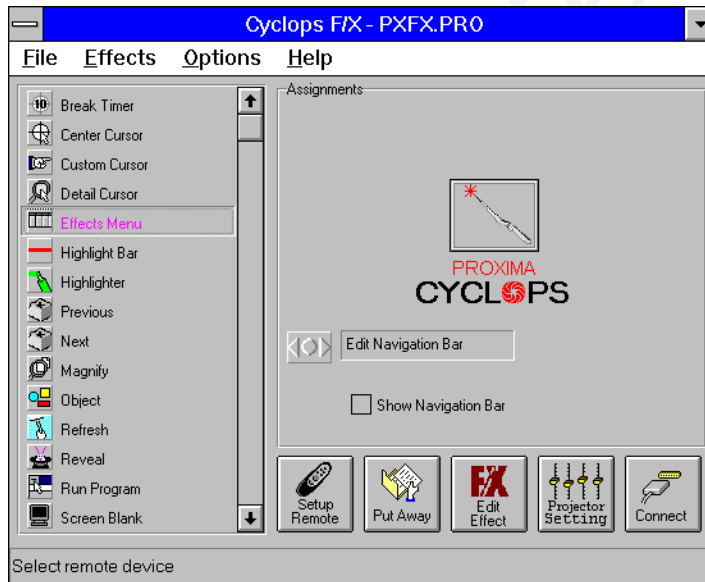 Cyclops F/X - PXFX.PRO
File Effects Options Help
Break Timer
Center Cursor
Custom Cursor
Detail Cursor
Effects Menu
Highlight Bar
Highlighter
Previous
Next
Magnify
Object
Refresh
Reveal
Run Program
Screen Blank
Assignments
PROXIMA
CYCLOPS
Edit Navigation Bar
Show Navigation Bar
Setup
Remote
Put Away
F/X
Edit
Effect
Projector
Setting
Connect
Select remote device